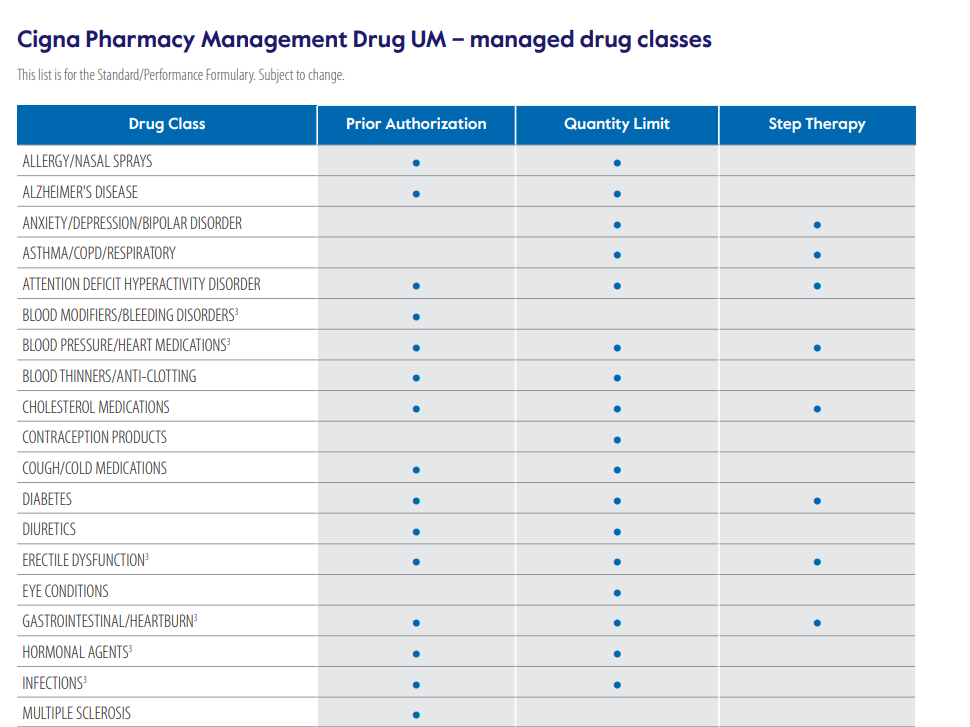 Cigna Pharmacy Management Drug UM – managed drug classes
This list is for the Standard/Performance Formulary. Subject to change.
Drug Class Prior Authorization Quantity Limit Step Therapy
ALLERGY/NASAL SPRAYS • •
ALZHEIMER'S DISEASE • •
ANXIETY/DEPRESSION/BIPOLAR DISORDER • •
ASTHMA/COPD/RESPIRATORY • •
ATTENTION DEFICIT HYPERACTIVITY DISORDER • • •
BLOOD MODIFIERS/BLEEDING DISORDERS³ •
BLOOD PRESSURE/HEART MEDICATIONS³ • • •
BLOOD THINNERS/ANTI-CLOTTING • •
CHOLESTEROL MEDICATIONS • • •
CONTRACEPTION PRODUCTS •
COUGH/COLD MEDICATIONS • •
DIABETES • • •
DIURETICS • •
ERECTILE DYSFUNCTION³ • • •
EYE CONDITIONS •
GASTROINTESTINAL/HEARTBURN³ • • •
HORMONAL AGENTS³ • •
INFECTIONS³ • •
MULTIPLE SCLEROSIS •